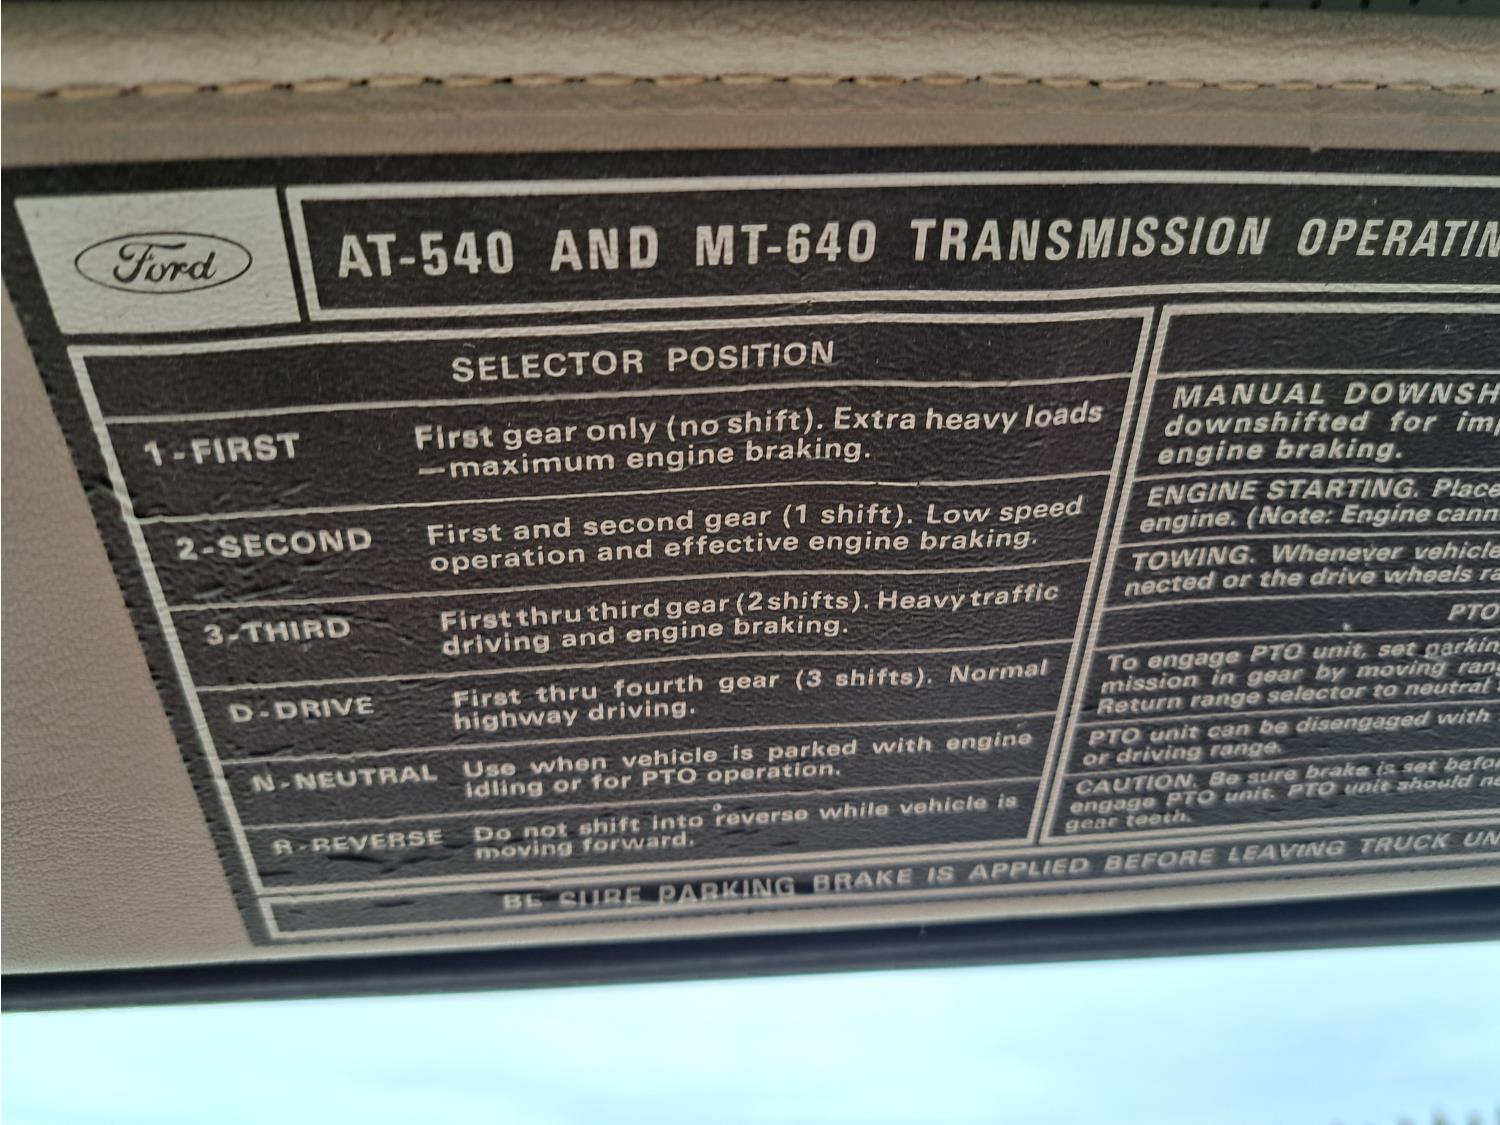 Ford
AT-540 AND MT-640 TRANSMISSION
SELECTOR POSITION
1-FIRST
First gear only (no shift). Extra heavy loads
—maximum engine braking.
2-SECOND
First and second gear (1 shift). Low speed
operation and effective engine braking.
3-THIRD
First thru third gear (2 shifts). Heavy traffic
driving and engine braking.
D-DRIVE
First thru fourth gear (3 shifts). Normal
highway driving.
N-NEUTRAL
Use when vehicle is parked with engine
idling or for PTO operation.
R-REVERSE
Do not shift into reverse while vehicle is
moving forward.
MANUAL
downshifted for
engine braking.
ENGINE STARTING. Place
engine. (Note: Engine
TOWING. Whenever vehicle
nected or the drive wheels
PTO
To engage PTO unit, set
mission in gear by moving
Return range selector to neutral
PTO unit can be disengaged with
or driving range.
CAUTION. Be sure brake is set
engage PTO unit. PTO unit should
gear teeth.
BE SURE PARKING BRAKE IS APPLIED BEFORE LEAVING TRUCK